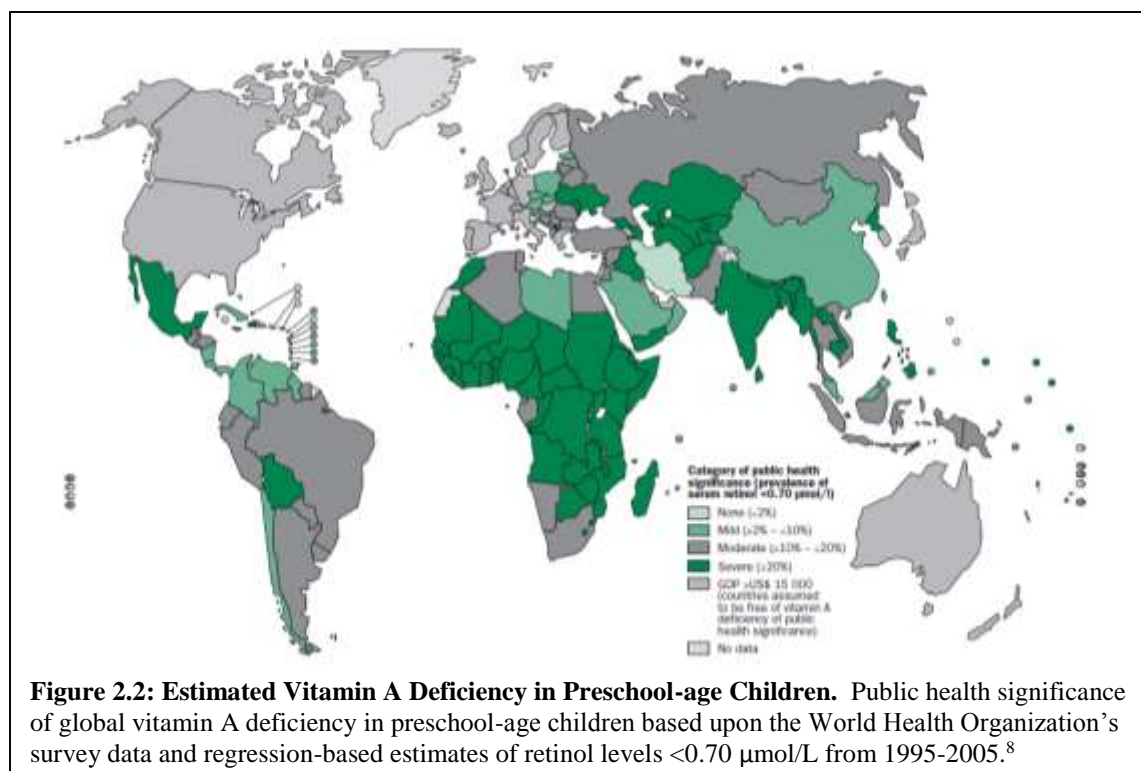 Category of public health
significance (prevalence of
serum retinol <0.70 µmol/l)
None (<2%)
Mild (≥2% – <10%)
Moderate (≥10% – <20%)
Severe (≥20%)
GDP ≥US$ 15 000
(countries assumed
to be free of vitamin A
deficiency of public
health significance)
No data
Figure 2.2: Estimated Vitamin A Deficiency in Preschool-age Children. Public health significance
of global vitamin A deficiency in preschool-age children based upon the World Health Organization’s
survey data and regression-based estimates of retinol levels <0.70 µmol/L from 1995-2005.⁸